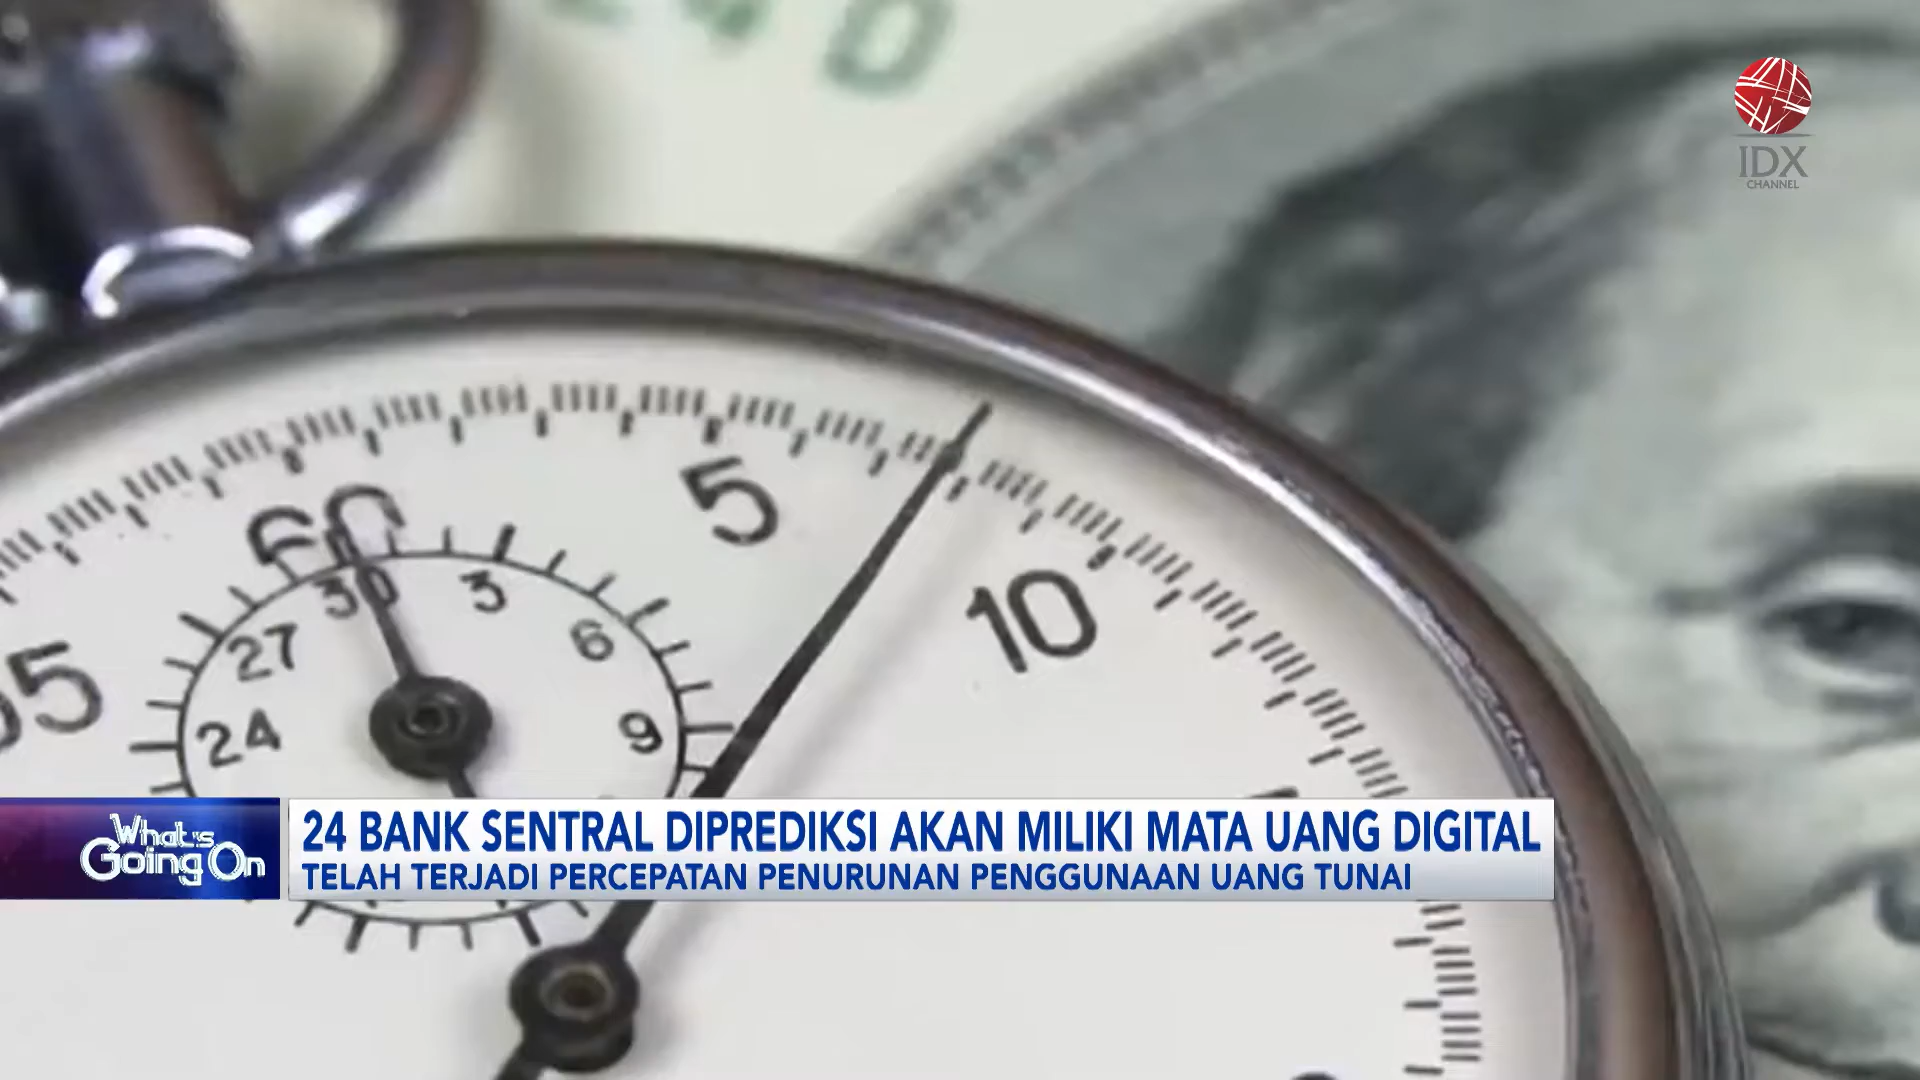 IDX
CHANNEL
5
10
60
30
3
6
27
24
9
What's
Going On
24 BANK SENTRAL DIPREDIKSI AKAN MILIKI MATA UANG DIGITAL
TELAH TERJADI PERCEPATAN PENURUNAN PENGGUNAAN UANG TUNAI